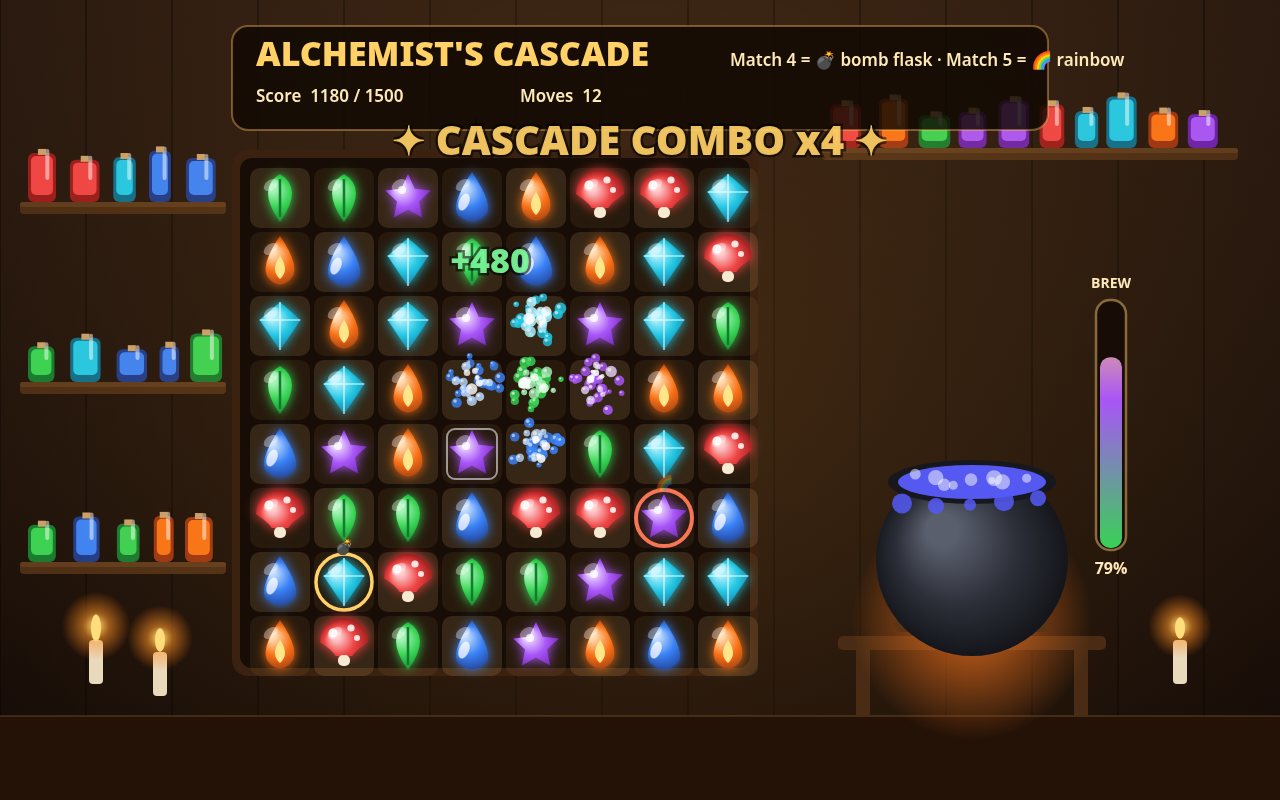 ALCHEMIST'S CASCADE
Match 4 = 💣 bomb flask · Match 5 = 🌈 rainbow
Score 1180 / 1500
Moves 12
✦ CASCADE COMBO x4 ✦
+480
BREW
79%